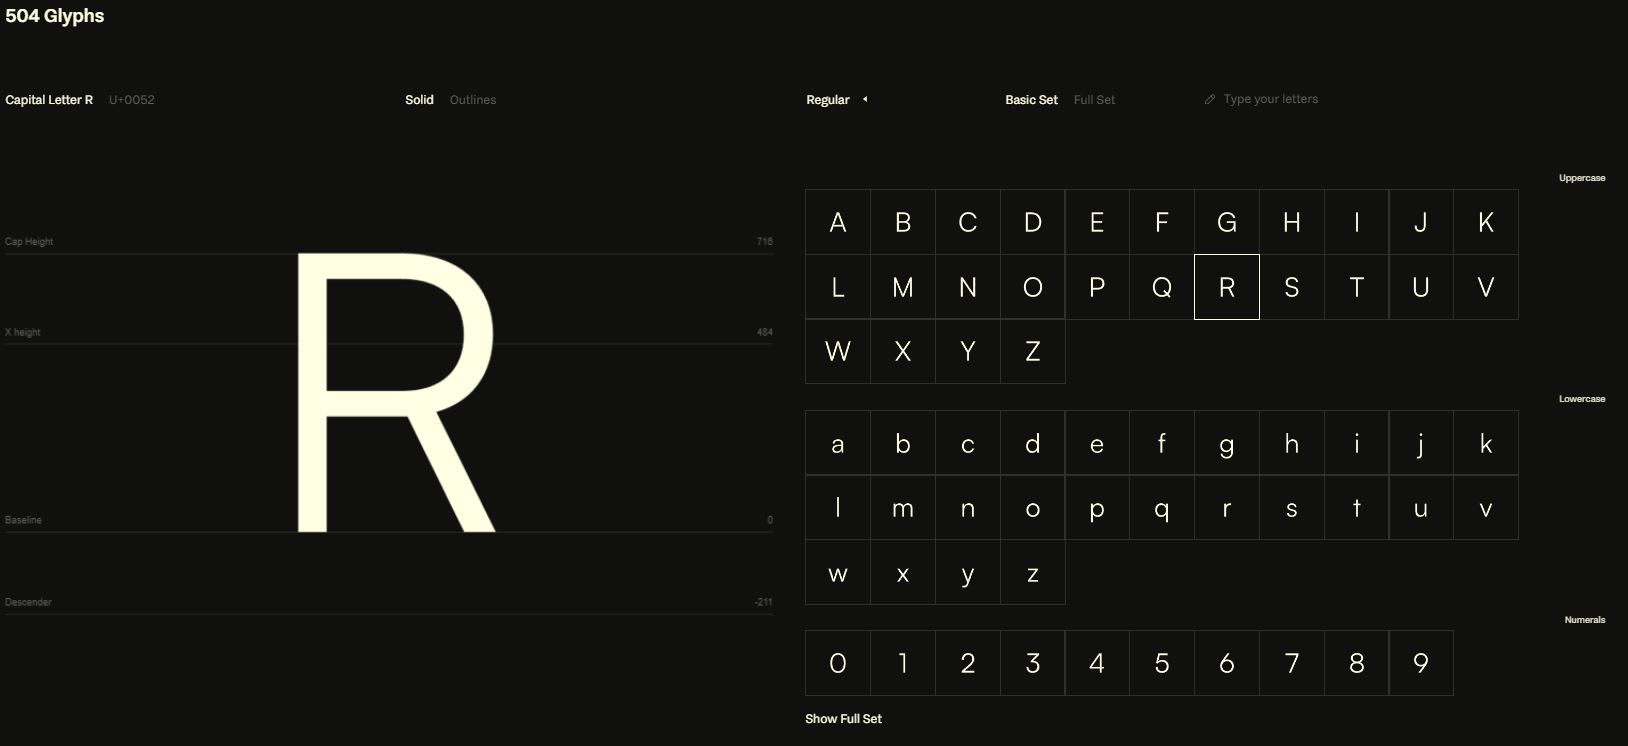 504 Glyphs
Capital Letter R U+0052 Solid Outlines
Cap Height 716
X height 484
R
Baseline 0
Descender -211
Regular Basic Set Full Set Type your letters
Uppercase
A B C D E F G H I J K
L M N O P Q R S T U V
W X Y Z
Lowercase
a b c d e f g h i j k
l m n o p q r s t u v
w x y z
Numerals
0 1 2 3 4 5 6 7 8 9
Show Full Set